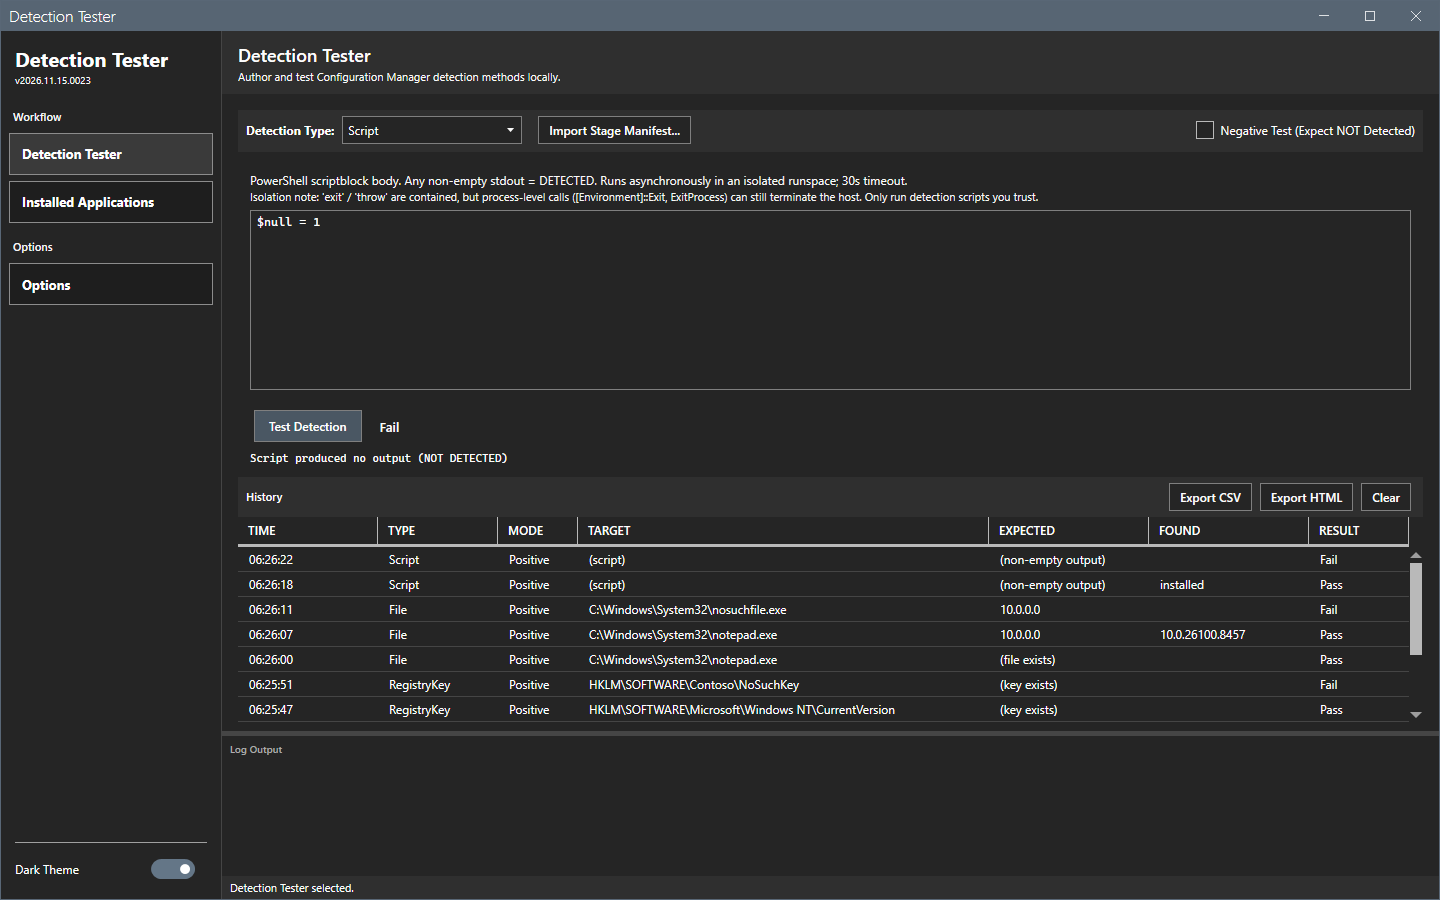 Detection Tester
Detection Tester
v2026.11.15.0023
Workflow
Detection Tester
Installed Applications
Options
Options
Dark Theme
Detection Tester
Author and test Configuration Manager detection methods locally.
Detection Type: Script Import Stage Manifest... Negative Test (Expect NOT Detected)
PowerShell scriptblock body. Any non-empty stdout = DETECTED. Runs asynchronously in an isolated runspace; 30s timeout.
Isolation note: 'exit' / 'throw' are contained, but process-level calls ([Environment]::Exit, ExitProcess) can still terminate the host. Only run detection scripts you trust.
$null = 1
Test Detection Fail
Script produced no output (NOT DETECTED)
History Export CSV Export HTML Clear
TIME TYPE MODE TARGET EXPECTED FOUND RESULT
06:26:22 Script Positive (script) (non-empty output) Fail
06:26:18 Script Positive (script) (non-empty output) installed Pass
06:26:11 File Positive C:\Windows\System32\nosuchfile.exe 10.0.0.0 Fail
06:26:07 File Positive C:\Windows\System32\notepad.exe 10.0.0.0 10.0.26100.8457 Pass
06:26:00 File Positive C:\Windows\System32\notepad.exe (file exists) Pass
06:25:51 RegistryKey Positive HKLM\SOFTWARE\Contoso\NoSuchKey (key exists) Fail
06:25:47 RegistryKey Positive HKLM\SOFTWARE\Microsoft\Windows NT\CurrentVersion (key exists) Pass
Log Output
Detection Tester selected.